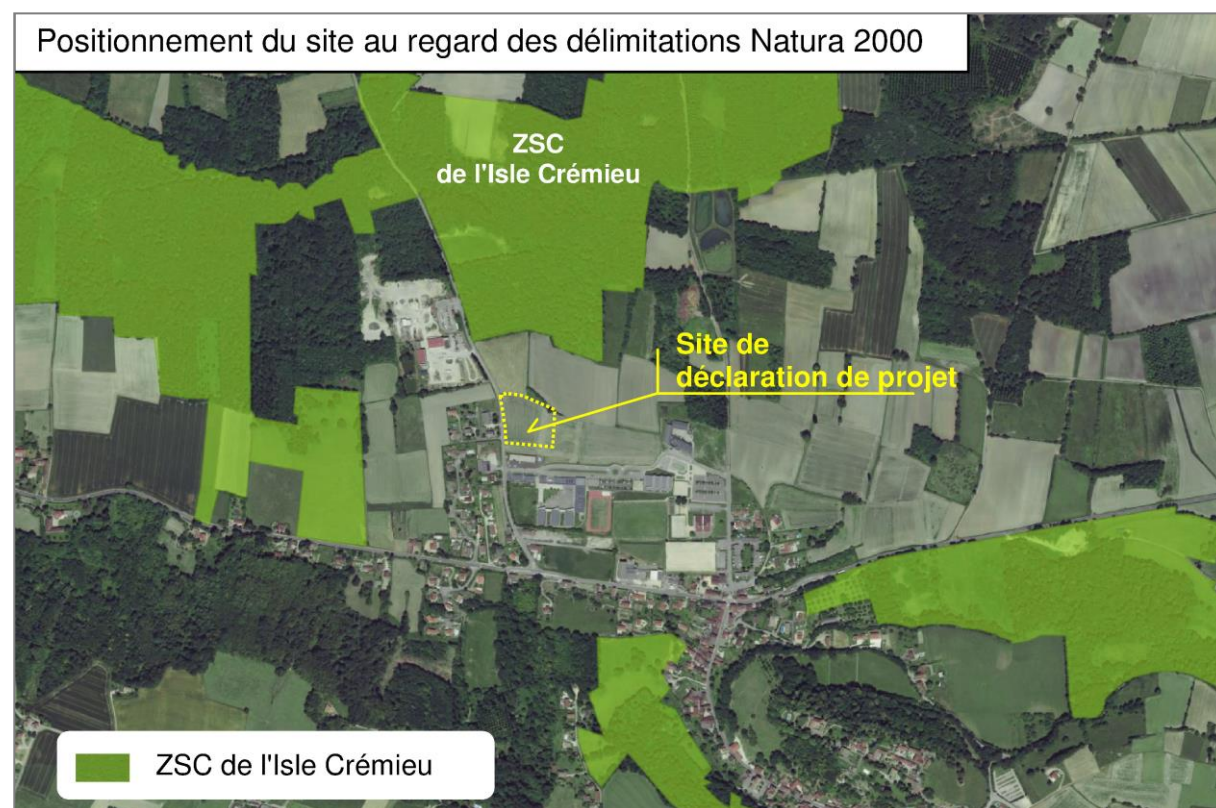 Positionnement du site au regard des délimitations Natura 2000
ZSC
de l'Isle Crémieu
Site de
déclaration de projet
ZSC de l'Isle Crémieu